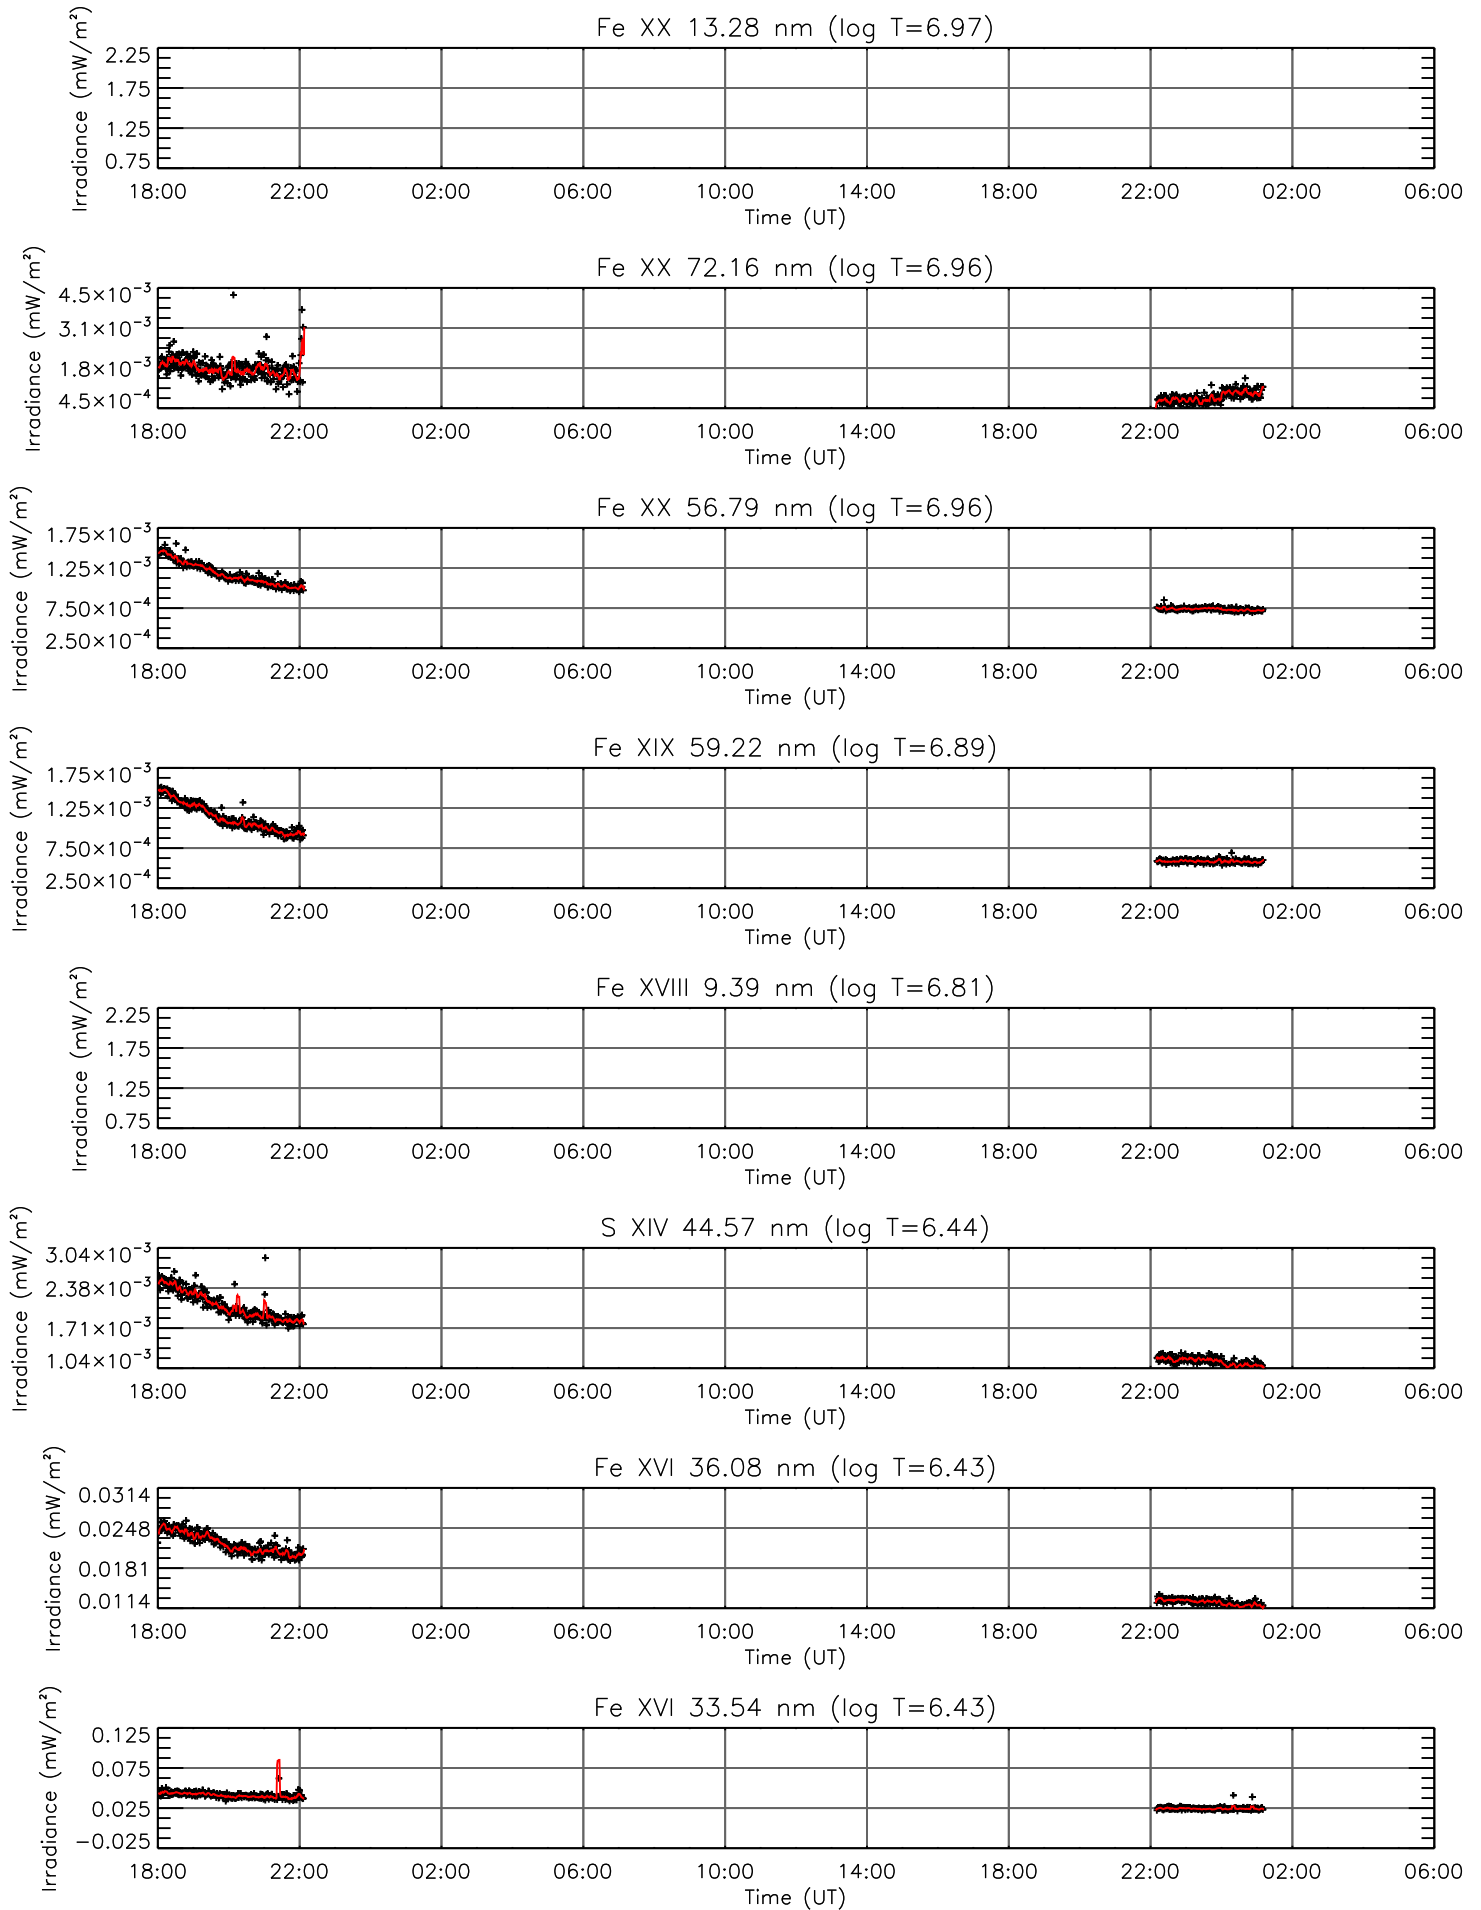 Fe XX 13.28 nm (log T=6.97)
Irradiance (mW/m²)
2.25
1.75
1.25
0.75
18:00 22:00 02:00 06:00 10:00 14:00 18:00 22:00 02:00 06:00
Time (UT)
Fe XX 72.16 nm (log T=6.96)
Irradiance (mW/m²)
4.5×10⁻³
3.1×10⁻³
1.8×10⁻³
4.5×10⁻⁴
18:00 22:00 02:00 06:00 10:00 14:00 18:00 22:00 02:00 06:00
Time (UT)
Fe XX 56.79 nm (log T=6.96)
Irradiance (mW/m²)
1.75×10⁻³
1.25×10⁻³
7.50×10⁻⁴
2.50×10⁻⁴
18:00 22:00 02:00 06:00 10:00 14:00 18:00 22:00 02:00 06:00
Time (UT)
Fe XIX 59.22 nm (log T=6.89)
Irradiance (mW/m²)
1.75×10⁻³
1.25×10⁻³
7.50×10⁻⁴
2.50×10⁻⁴
18:00 22:00 02:00 06:00 10:00 14:00 18:00 22:00 02:00 06:00
Time (UT)
Fe XVIII 9.39 nm (log T=6.81)
Irradiance (mW/m²)
2.25
1.75
1.25
0.75
18:00 22:00 02:00 06:00 10:00 14:00 18:00 22:00 02:00 06:00
Time (UT)
S XIV 44.57 nm (log T=6.44)
Irradiance (mW/m²)
3.04×10⁻³
2.38×10⁻³
1.71×10⁻³
1.04×10⁻³
18:00 22:00 02:00 06:00 10:00 14:00 18:00 22:00 02:00 06:00
Time (UT)
Fe XVI 36.08 nm (log T=6.43)
Irradiance (mW/m²)
0.0314
0.0248
0.0181
0.0114
18:00 22:00 02:00 06:00 10:00 14:00 18:00 22:00 02:00 06:00
Time (UT)
Fe XVI 33.54 nm (log T=6.43)
Irradiance (mW/m²)
0.125
0.075
0.025
−0.025
18:00 22:00 02:00 06:00 10:00 14:00 18:00 22:00 02:00 06:00
Time (UT)